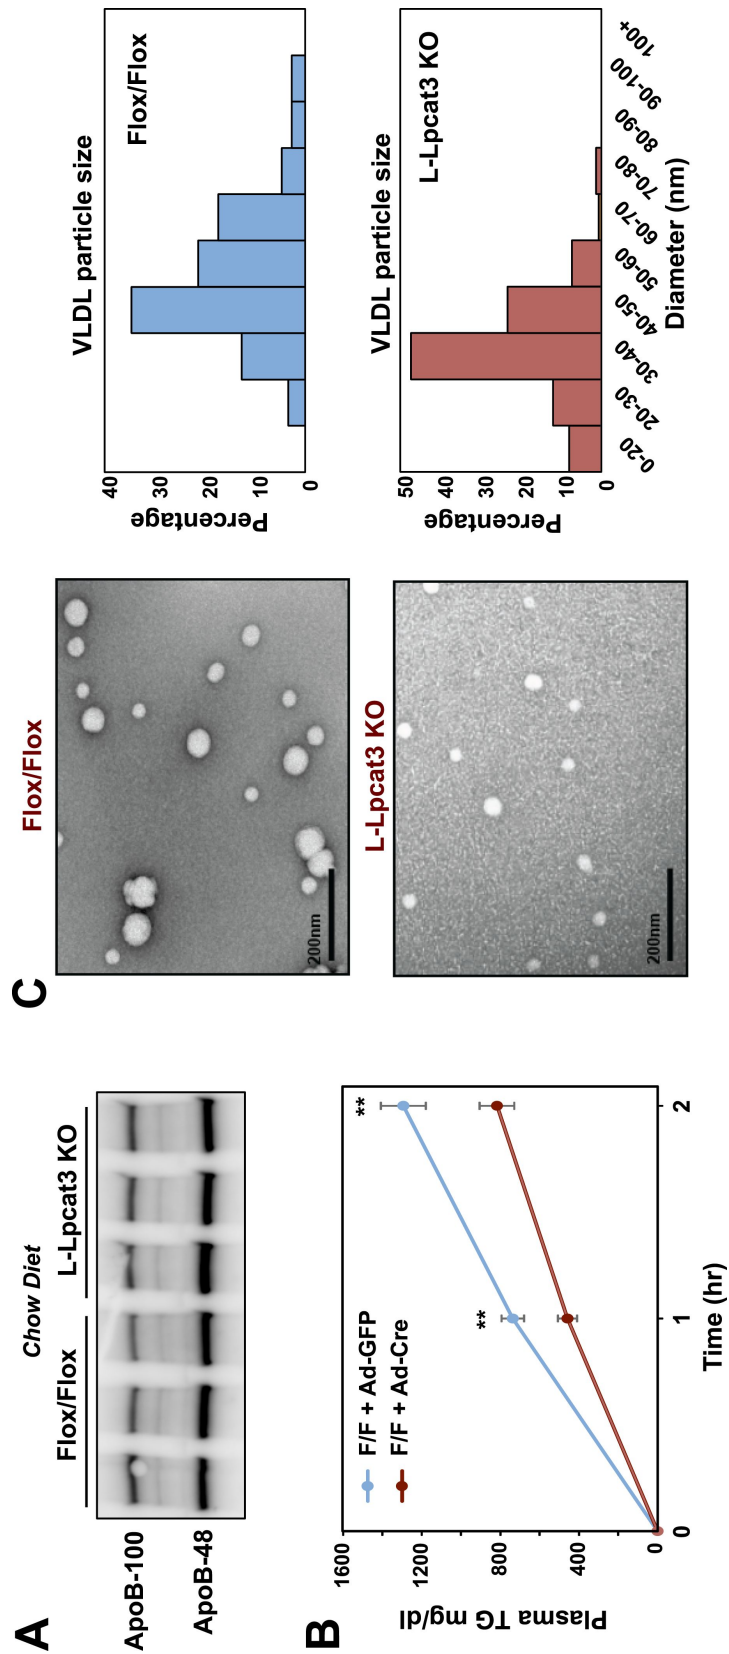 A
Chow Diet
Flox/Flox L-Lpcat3 KO
ApoB-100
ApoB-48
B
1600
1200
800
400
0
Plasma TG mg/dl
F/F + Ad-GFP
F/F + Ad-Cre
**
**
0 1 2
Time (hr)
C
Flox/Flox
200nm
L-Lpcat3 KO
200nm
VLDL particle size
Flox/Flox
40
30
20
10
0
Percentage
VLDL particle size
L-Lpcat3 KO
50
40
30
20
10
0
Percentage
0-20 20-30 30-40 40-50 50-60 60-70 70-80 80-90 90-100 100+
Diameter (nm)